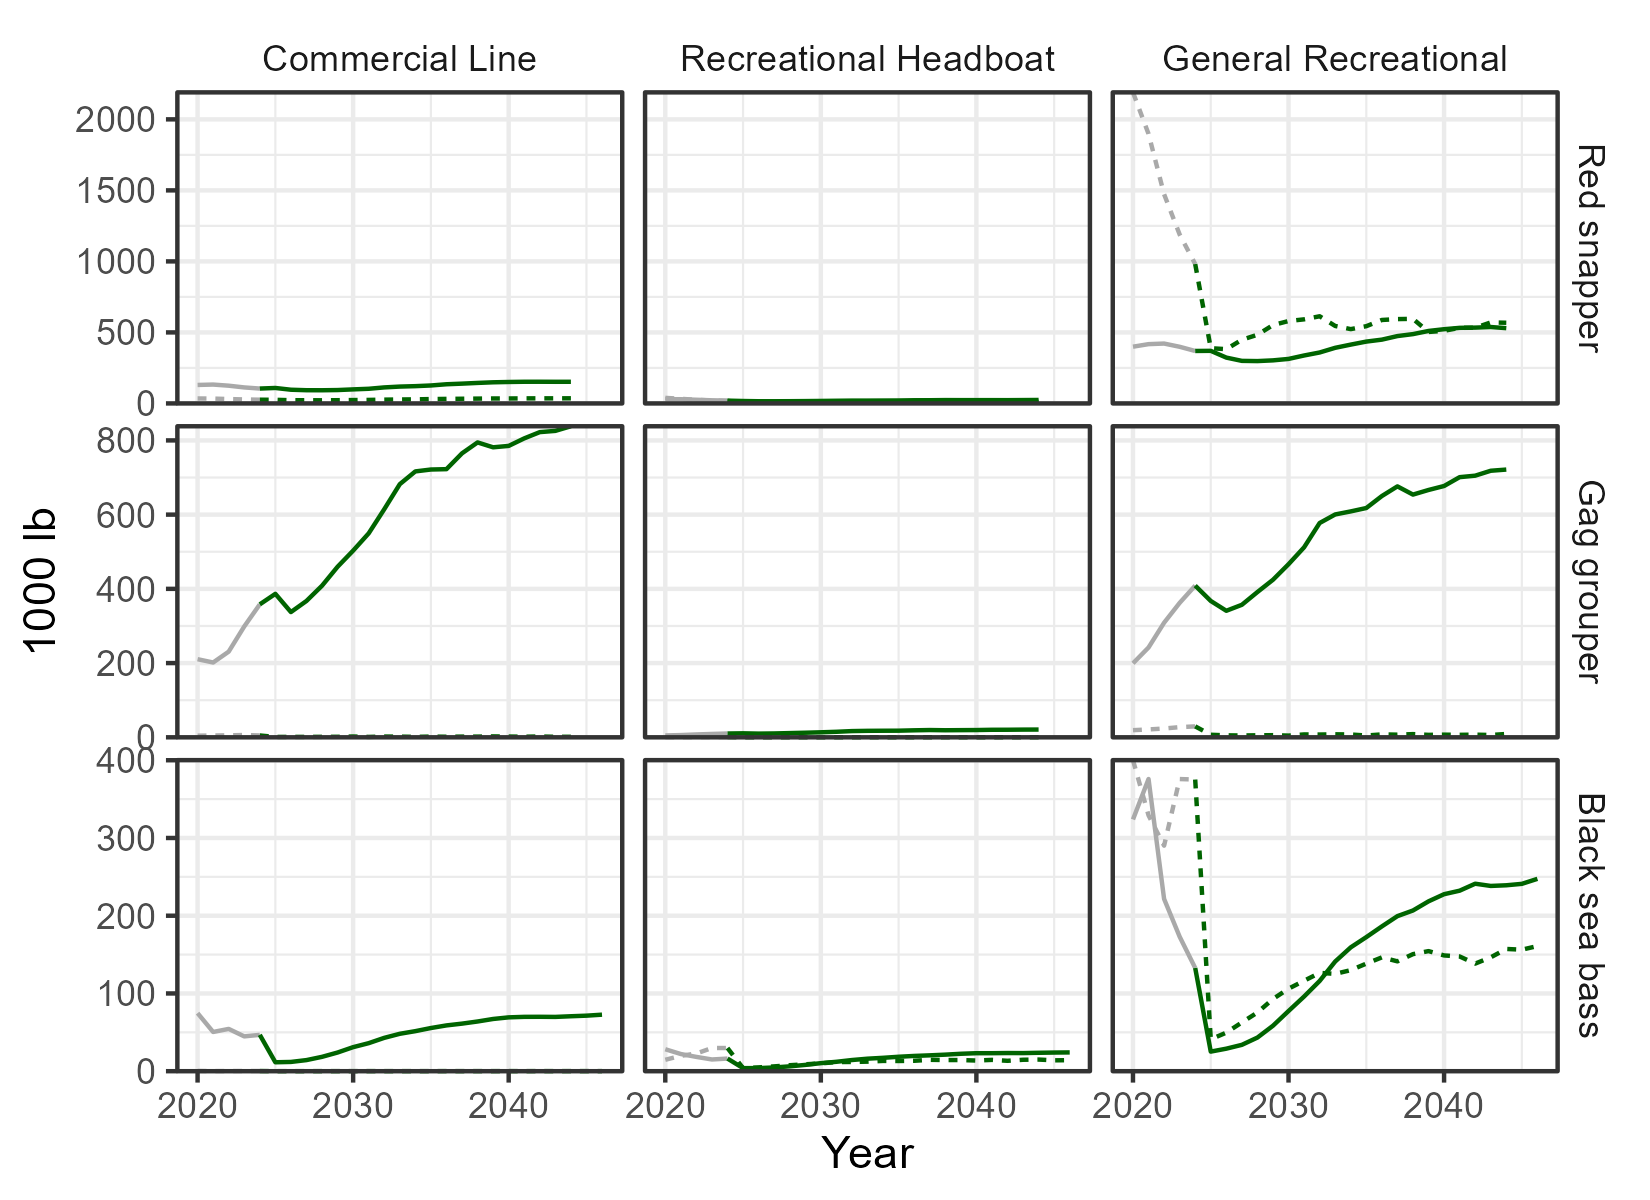 Commercial Line
Recreational Headboat
General Recreational
2000
1500
1000
500
0
Red snapper
800
600
400
200
0
Gag grouper
400
300
200
100
0
Black sea bass
1000 lb
2020 2030 2040 2020 2030 2040 2020 2030 2040
Year